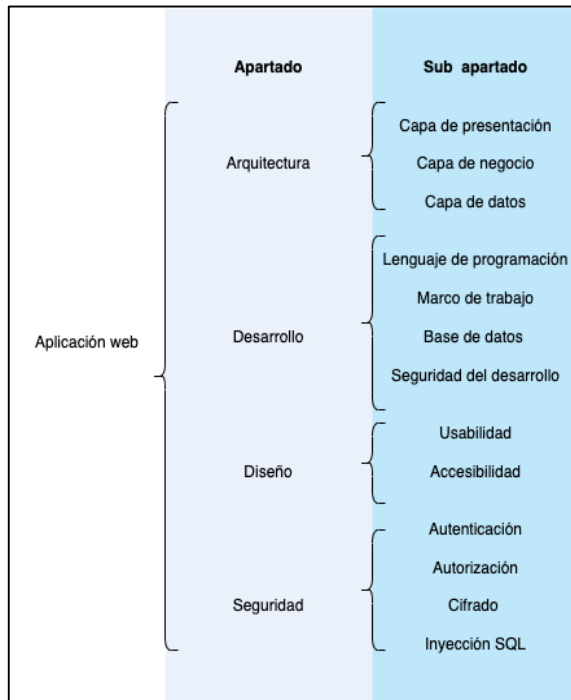 Apartado
Sub apartado
Aplicación web
Arquitectura
Capa de presentación
Capa de negocio
Capa de datos
Desarrollo
Lenguaje de programación
Marco de trabajo
Base de datos
Seguridad del desarrollo
Diseño
Usabilidad
Accesibilidad
Seguridad
Autenticación
Autorización
Cifrado
Inyección SQL